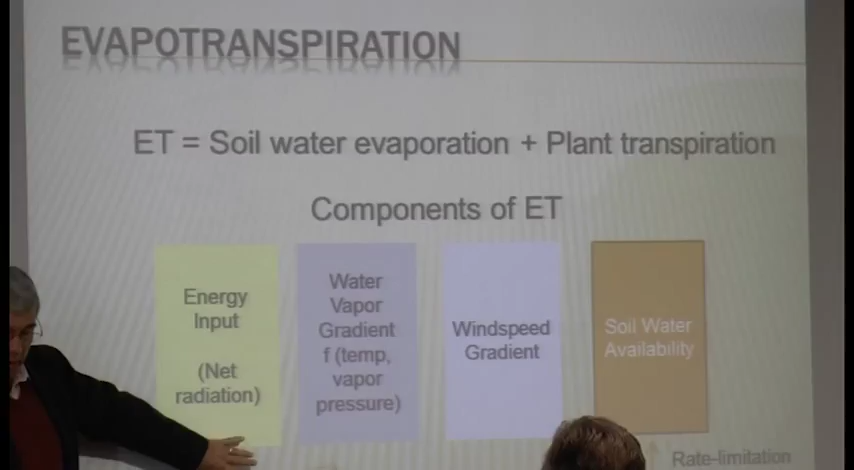 EVAPOTRANSPIRATION
ET = Soil water evaporation + Plant transpiration
Components of ET
Energy
Input
(Net
radiation)
Water
Vapor
Gradient
f (temp,
vapor
pressure)
Windspeed
Gradient
Soil Water
Availability
Rate-limitation